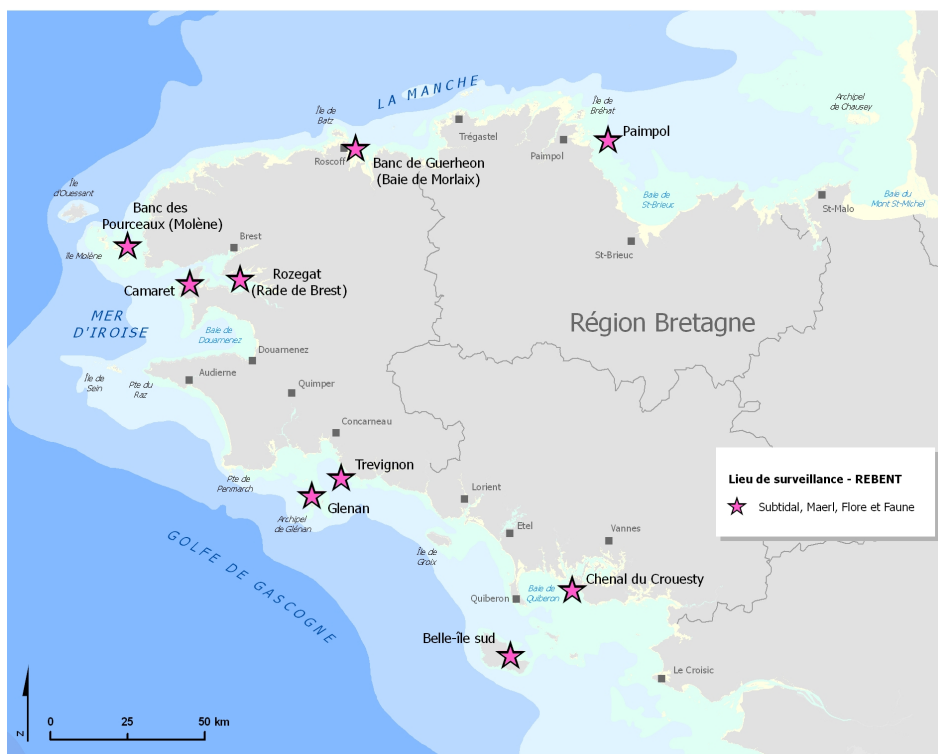 LA MANCHE
Île de
Batz
Île de
Bréhat
Archipel
de Chausey
Trégastel
Paimpol
Paimpol
Roscoff
Banc de Guerheon
(Baie de Morlaix)
Île
d'Ouessant
Baie de
St-Brieuc
Baie du
Mont St-Michel
St-Malo
Banc des
Pourceaux (Molène)
Brest
St-Brieuc
île Molène
Camaret
Rozegat
(Rade de Brest)
MER
D'IROISE
Baie de
Douarnenez
Région Bretagne
Douarnenez
Île de
Sein
Pte du
Raz
Audierne
Quimper
Concarneau
Trevignon
Pte de
Penmarch
Glenan
Archipel
de Glénan
Lorient
Lieu de surveillance - REBENT
Subtidal, Maerl, Flore et Faune
GOLFE DE GASCOGNE
Île de
Groix
Etel
Vannes
Chenal du Crouesty
Baie de
Quiberon
Quiberon
Belle-île sud
Le Croisic
N
0 25 50 km